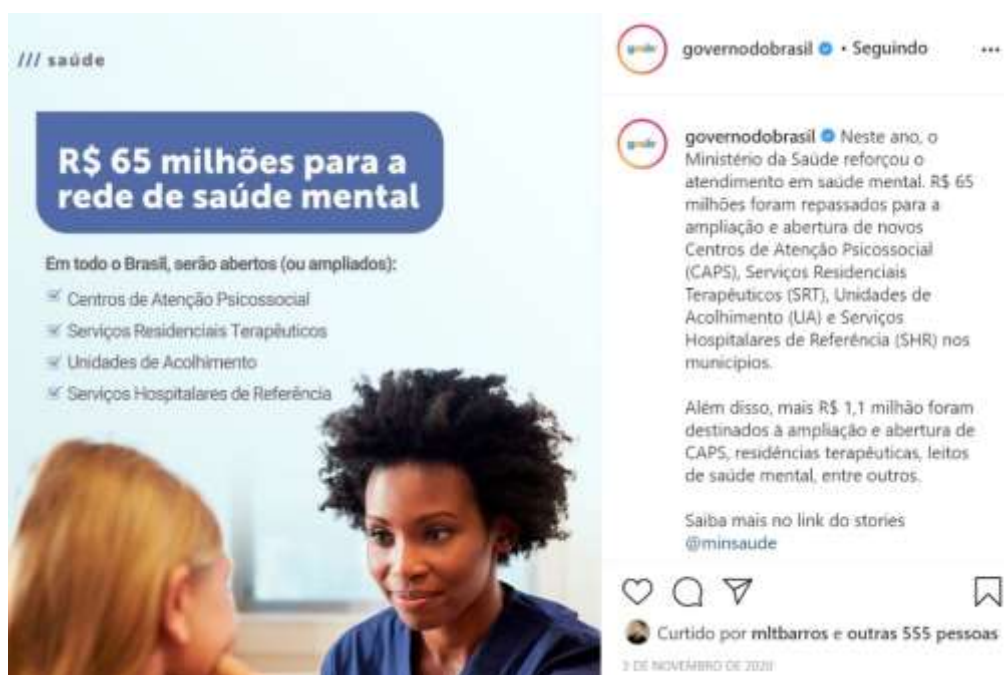 /// saúde
R$ 65 milhões para a
rede de saúde mental
Em todo o Brasil, serão abertos (ou ampliados):
Centros de Atenção Psicossocial
Serviços Residenciais Terapêuticos
Unidades de Acolhimento
Serviços Hospitalares de Referência
governodobrasil • Seguindo
governodobrasil Neste ano, o
Ministério da Saúde reforçou o
atendimento em saúde mental. R$ 65
milhões foram repassados para a
ampliação e abertura de novos
Centros de Atenção Psicossocial
(CAPS), Serviços Residenciais
Terapêuticos (SRT), Unidades de
Acolhimento (UA) e Serviços
Hospitalares de Referência (SHR) nos
municípios.
Além disso, mais R$ 1,1 milhão foram
destinados à ampliação e abertura de
CAPS, residências terapêuticas, leitos
de saúde mental, entre outros.
Saiba mais no link do stories
@minsaude
Curtido por mltbarros e outras 555 pessoas
DE NOVEMBRO DE 2020